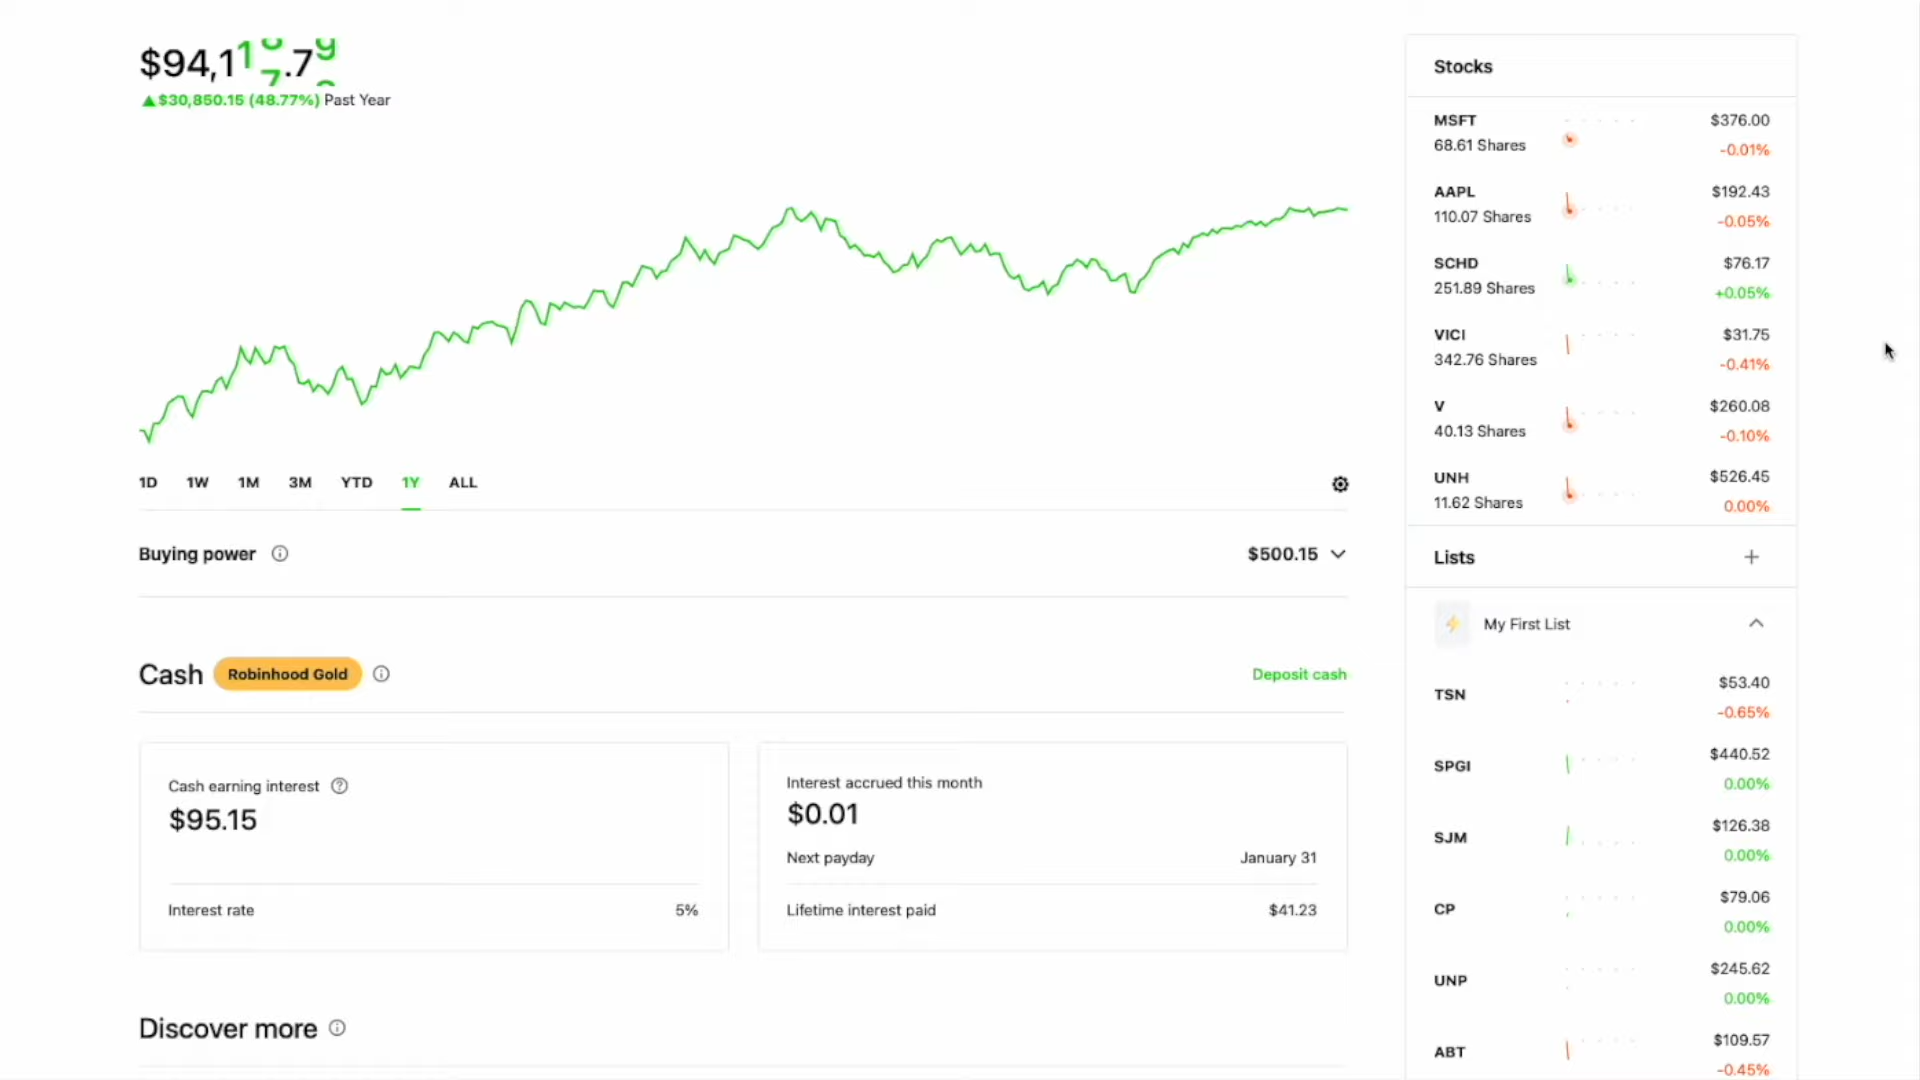 ▲$30,850.15 (48.77%) Past Year
1D 1W 1M 3M YTD 1Y ALL
Buying power
$500.15
Cash
Robinhood Gold
Deposit cash
Cash earning interest
$95.15
Interest rate
5%
Interest accrued this month
$0.01
Next payday
January 31
Lifetime interest paid
$41.23
Discover more
Stocks
MSFT
68.61 Shares
$376.00
-0.01%
AAPL
110.07 Shares
$192.43
-0.05%
SCHD
251.89 Shares
$76.17
+0.05%
VICI
342.76 Shares
$31.75
-0.41%
V
40.13 Shares
$260.08
-0.10%
UNH
11.62 Shares
$526.45
0.00%
Lists
+
My First List
TSN
$53.40
-0.65%
SPGI
$440.52
0.00%
SJM
$126.38
0.00%
CP
$79.06
0.00%
UNP
$245.62
0.00%
ABT
$109.57
-0.45%